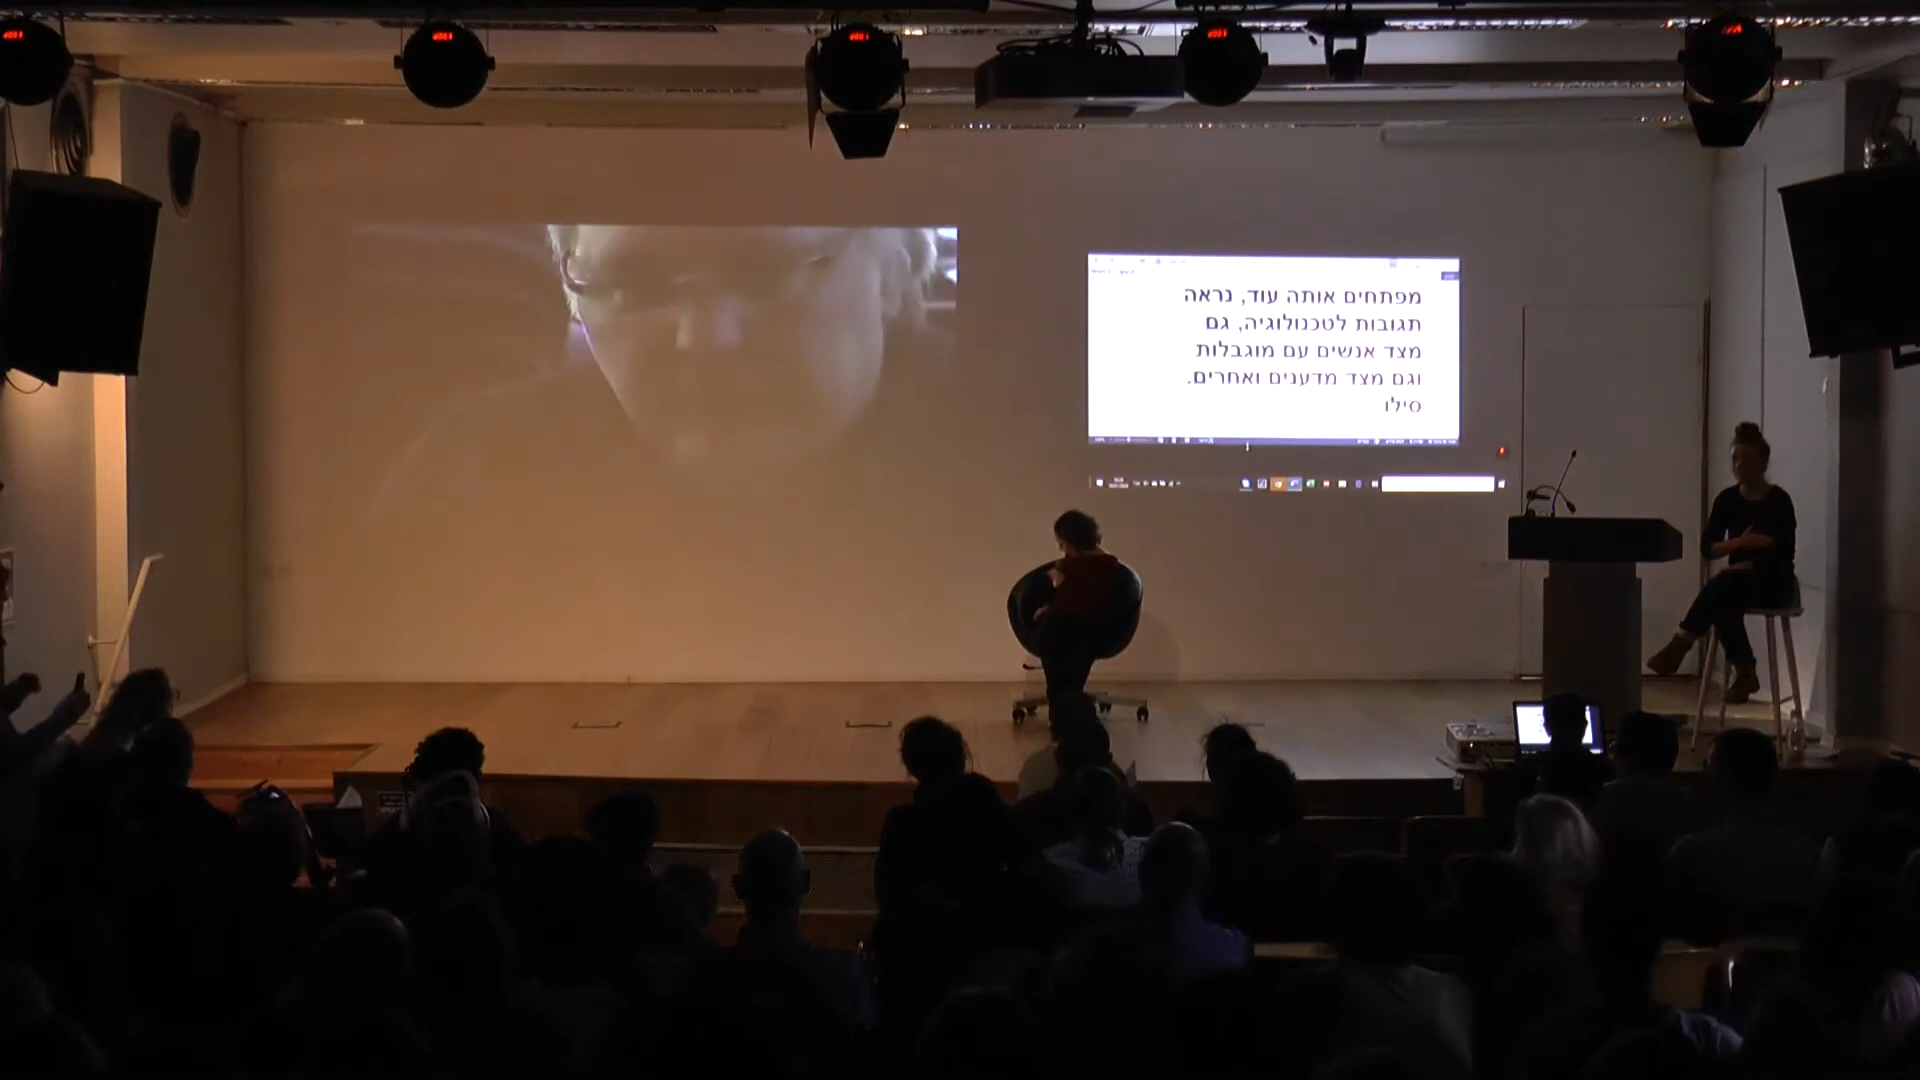 מפתחים אותה עוד, נראה
תגובות לטכנולוגיה, גם
מצד אנשים עם מוגבלות
וגם מצד מדענים ואחרים.
סילו